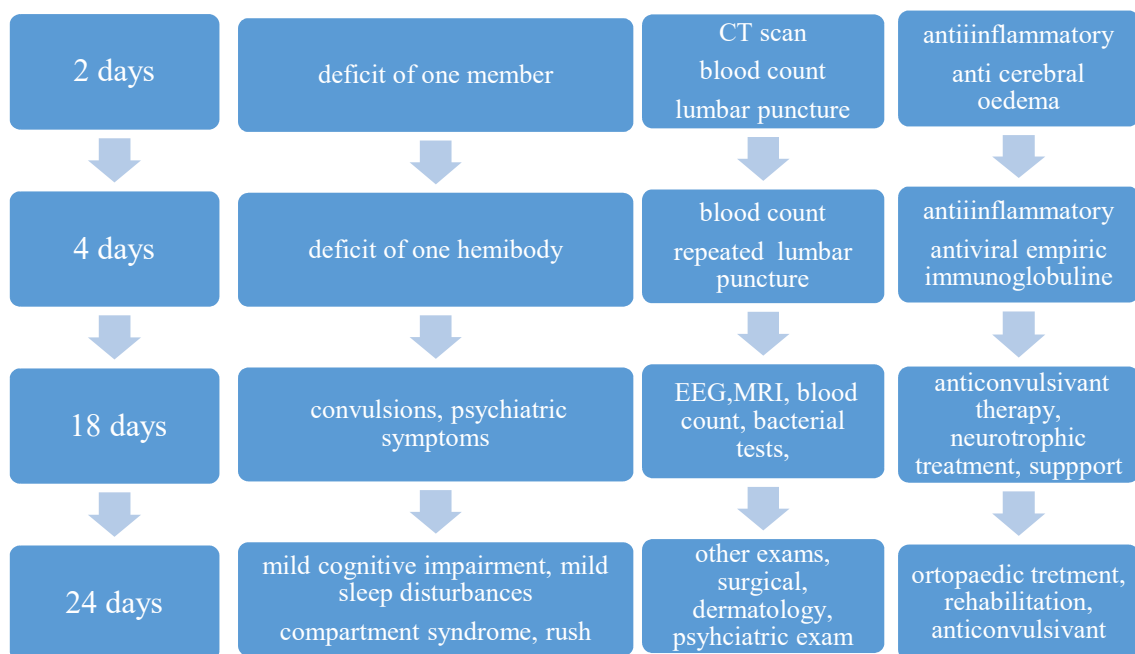 2 days
deficit of one member
CT scan
blood count
lumbar puncture
antiiinflammatory
anti cerebral
oedema
4 days
deficit of one hemibody
blood count
repeated lumbar
puncture
antiiinflammatory
antiviral empiric
immunoglobuline
18 days
convulsions, psychiatric
symptoms
EEG,MRI, blood
count, bacterial
tests,
anticonvulsivant
therapy,
neurotrophic
treatment, suppport
24 days
mild cognitive impairment, mild
sleep disturbances
compartment syndrome, rush
other exams,
surgical,
dermatology,
psyhciatric exam
ortopaedic tretment,
rehabilitation,
anticonvulsivant